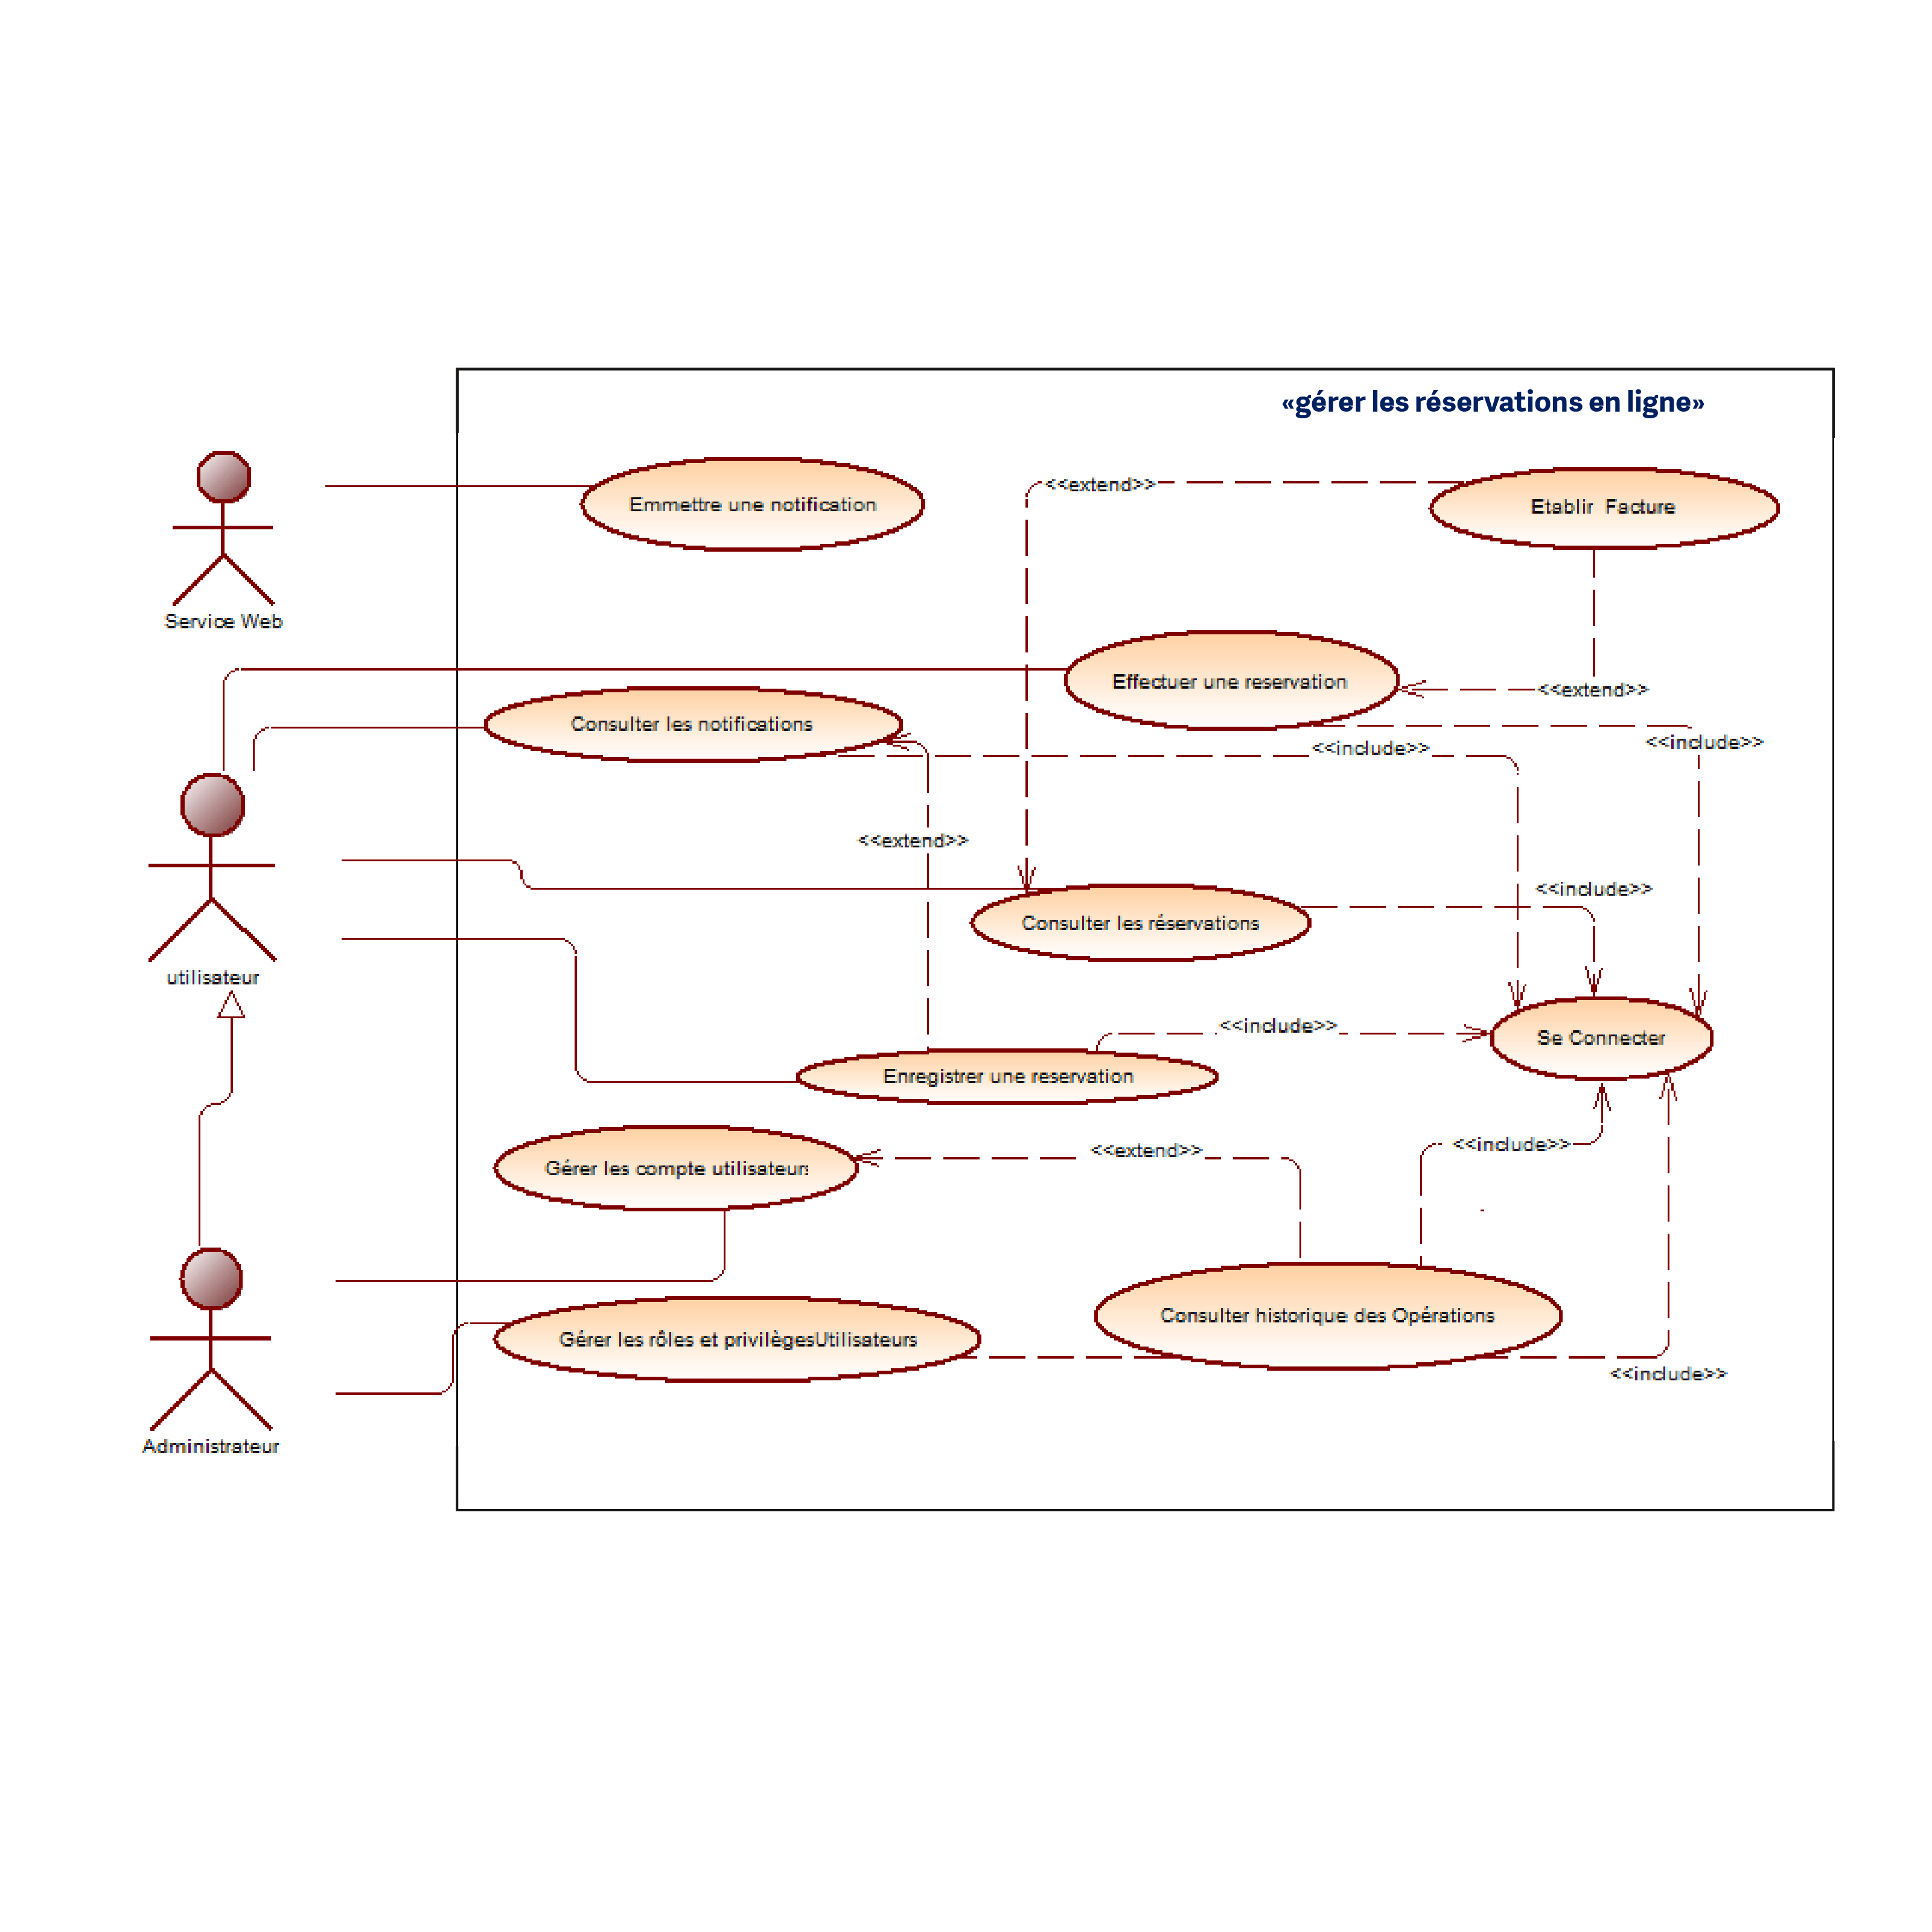 «gérer les réservations en ligne»
<<extend>>
Emmettre une notification
Etablir Facture
Service Web
Effectuer une reservation
<<extend>>
Consulter les notifications
<<include>>
<<include>>
<<extend>>
<<include>>
Consulter les réservations
utilisateur
<<include>>
Se Connecter
Enregistrer une reservation
<<include>>
<<extend>>
Gérer les compte utilisateurs
Consulter historique des Opérations
Gérer les rôles et privilègesUtilisateurs
<<include>>
Administrateur